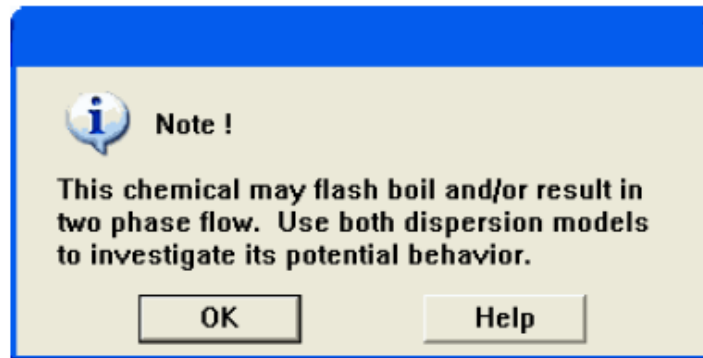 Note !
This chemical may flash boil and/or result in
two phase flow.  Use both dispersion models
to investigate its potential behavior.
OK
Help